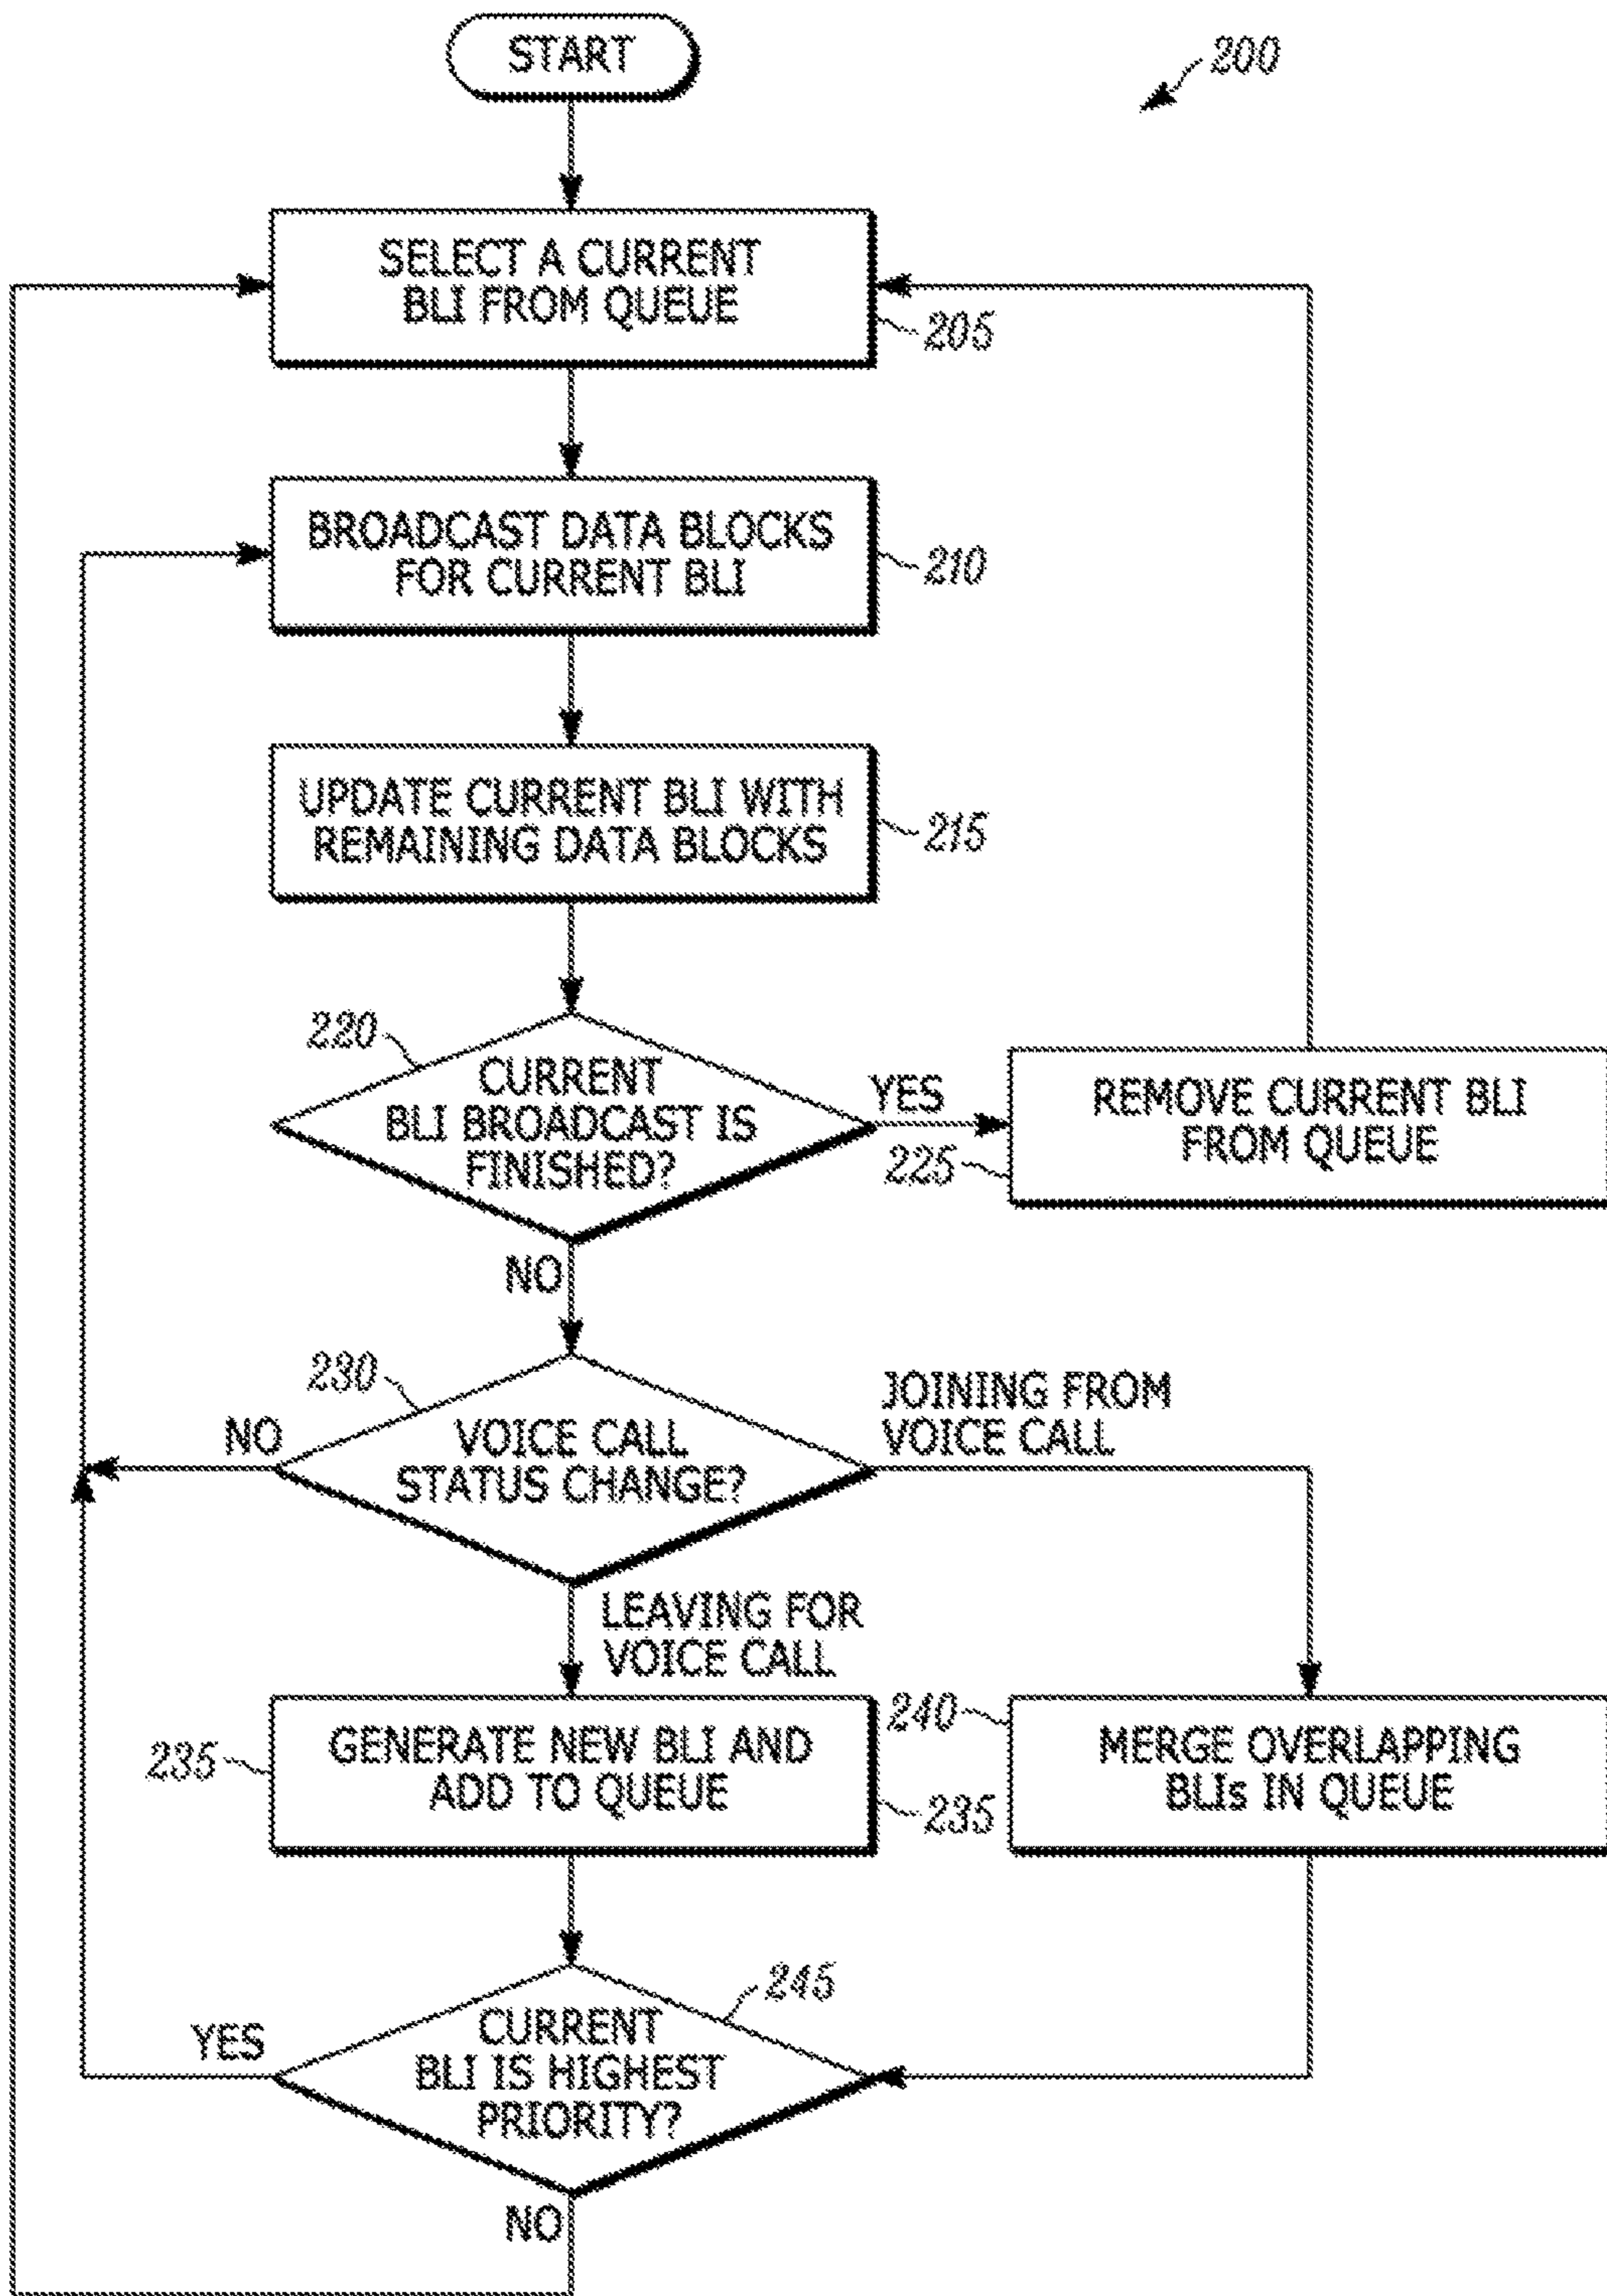 START
200
SELECT A CURRENT
BLI FROM QUEUE
205
BROADCAST DATA BLOCKS
FOR CURRENT BLI
210
UPDATE CURRENT BLI WITH
REMAINING DATA BLOCKS
215
220
CURRENT
BLI BROADCAST IS
FINISHED?
YES
225
REMOVE CURRENT BLI
FROM QUEUE
NO
230
VOICE CALL
STATUS CHANGE?
NO
JOINING FROM
VOICE CALL
LEAVING FOR
VOICE CALL
235
GENERATE NEW BLI AND
ADD TO QUEUE
235
240
MERGE OVERLAPPING
BLIs IN QUEUE
245
CURRENT
BLI IS HIGHEST
PRIORITY?
YES
NO